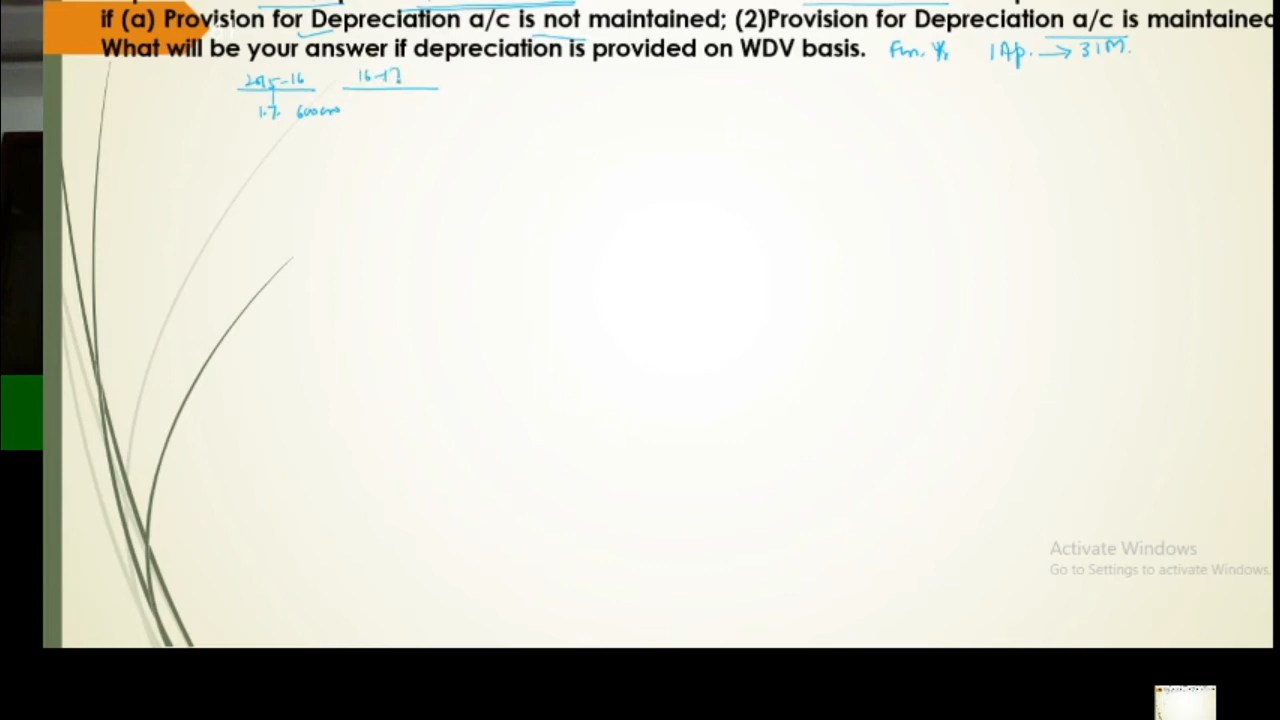 if (a) Provision for Depreciation a/c is not maintained; (2)Provision for Depreciation a/c is maintained
What will be your answer if depreciation is provided on WDV basis. Fin. Yr 1 Ap. → 31 M.
2015-16 16-17
1.7. 600000
Activate Windows
Go to Settings to activate Windows.